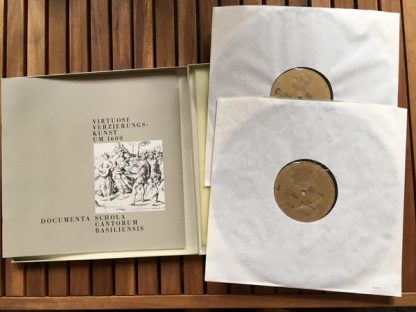 VIRTUOSE
VERZIERUNGS-
KUNST
UM 1600
DOCUMENTA SCHOLA
CANTORUM
BASILIENSIS